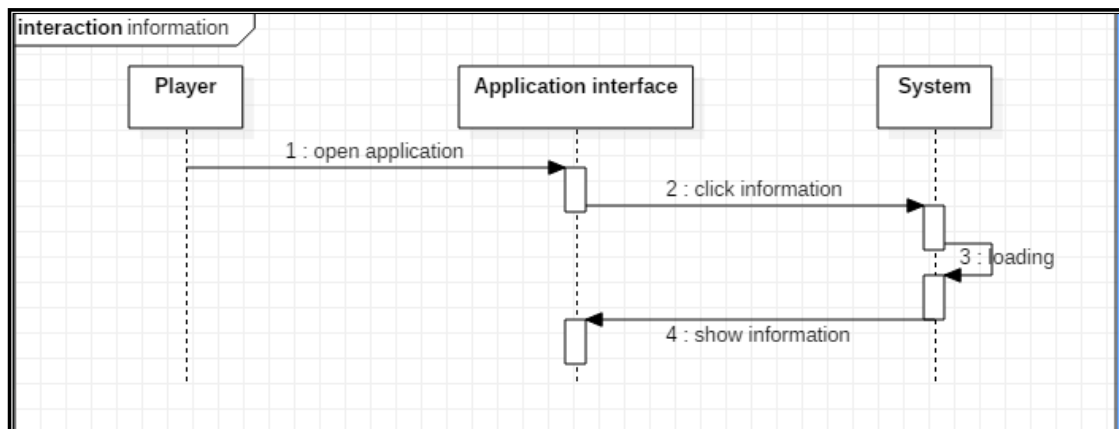 interaction information
Player
Application interface
System
1 : open application
2 : click information
3 : loading
4 : show information